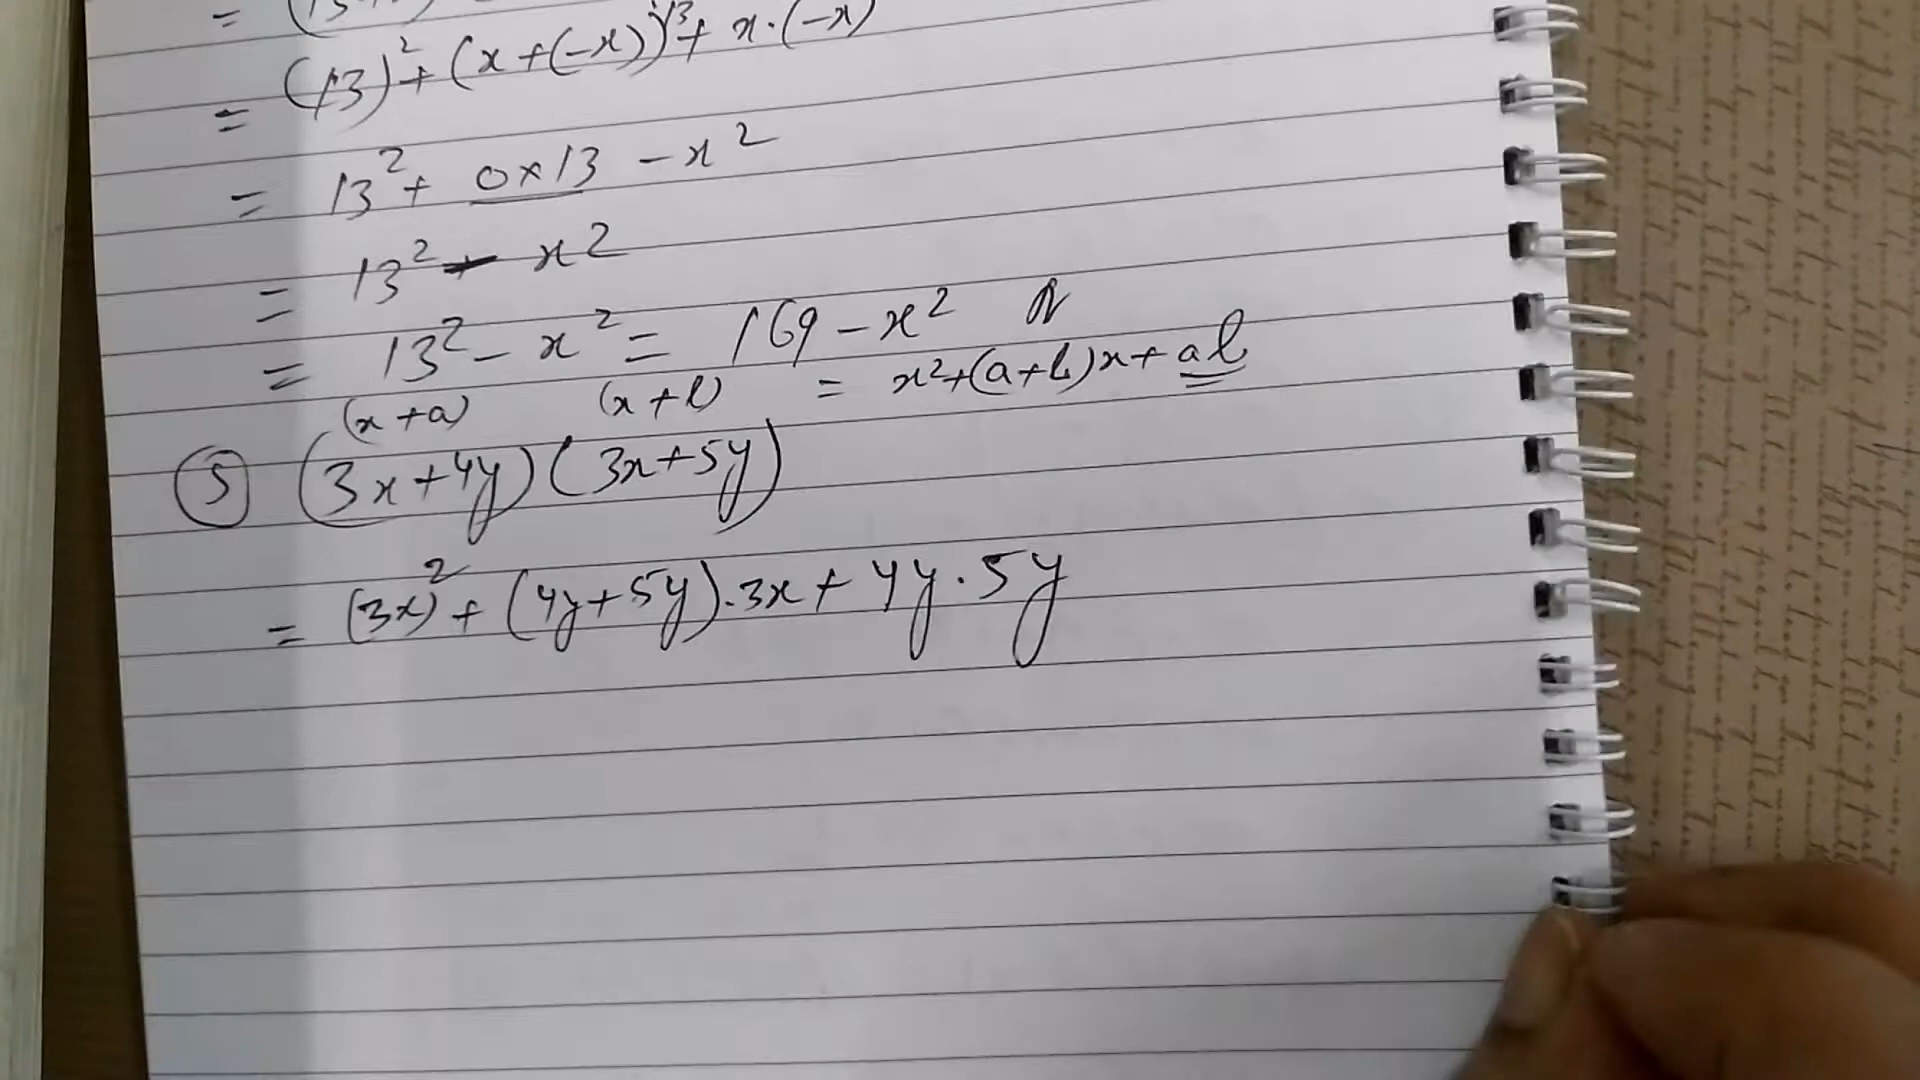 = (13
= (13)² + (x+(-x))13 + x·(-x)
= 13² + 0×13 - x²
= 13² - x²
= 13² - x² = 169 - x²
(x+a) (x+b) = x²+(a+b)x+ab
5 (3x+4y)(3x+5y)
= (3x)² + (4y+5y).3x + 4y.5y